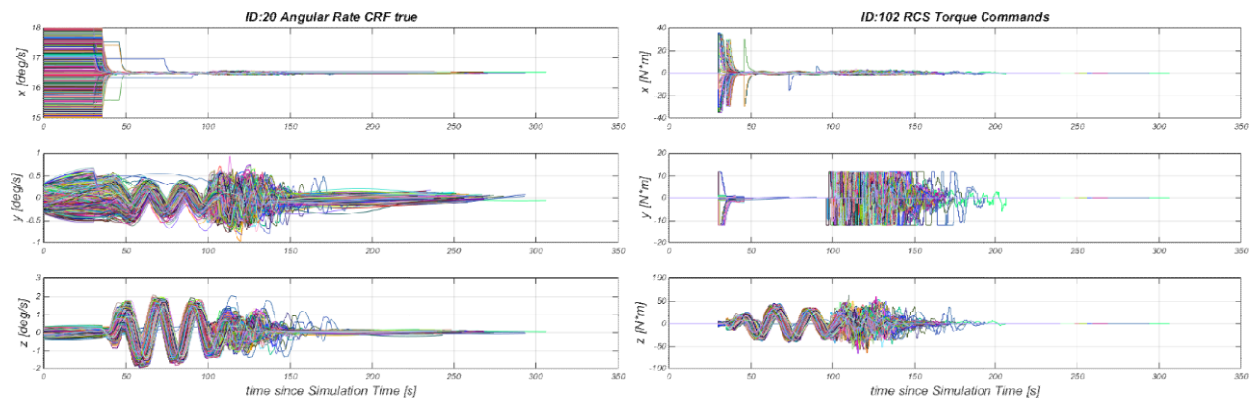 ID:20 Angular Rate CRF true
18
17
16
15
x [deg/s]
0 50 100 150 200 250 300 350
1
0.5
0
-0.5
-1
y [deg/s]
0 50 100 150 200 250 300 350
3
2
1
0
-1
-2
z [deg/s]
0 50 100 150 200 250 300 350
time since Simulation Time [s]
ID:102 RCS Torque Commands
40
20
0
-20
-40
x [N*m]
0 50 100 150 200 250 300 350
20
10
0
-10
-20
y [N*m]
0 50 100 150 200 250 300 350
100
50
0
-50
-100
z [N*m]
0 50 100 150 200 250 300 350
time since Simulation Time [s]